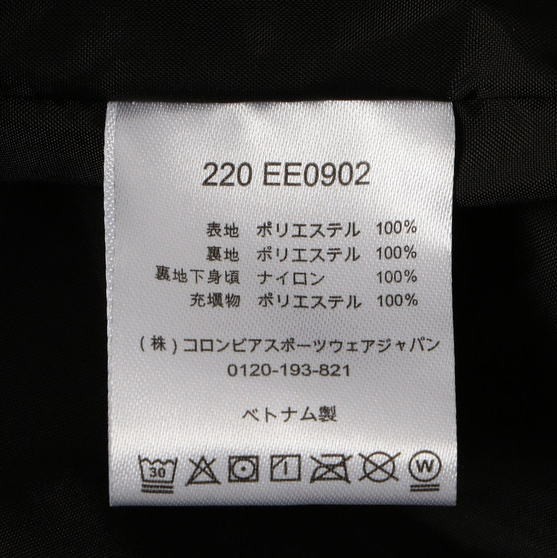 220 EE0902
表地 ポリエステル 100%
裏地 ポリエステル 100%
裏地下身頃 ナイロン 100%
充填物 ポリエステル 100%
(株)コロンビアスポーツウェアジャパン
0120-193-821
ベトナム製
30 W